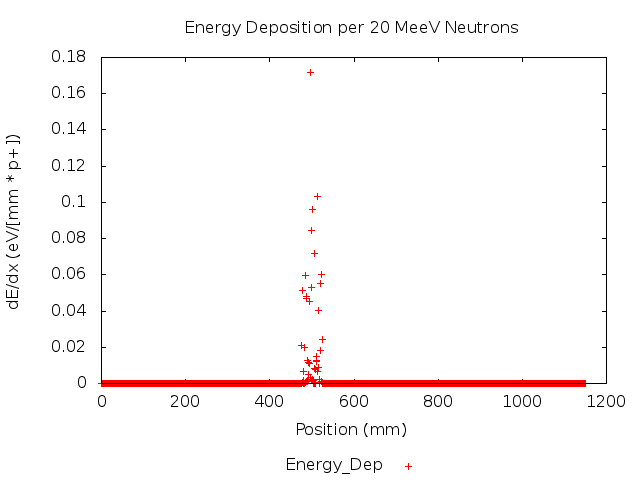 Energy Deposition per 20 MeeV Neutrons
dE/dx (eV/[mm * p+])
0.18
0.16
0.14
0.12
0.1
0.08
0.06
0.04
0.02
0
0 200 400 600 800 1000 1200
Position (mm)
Energy_Dep